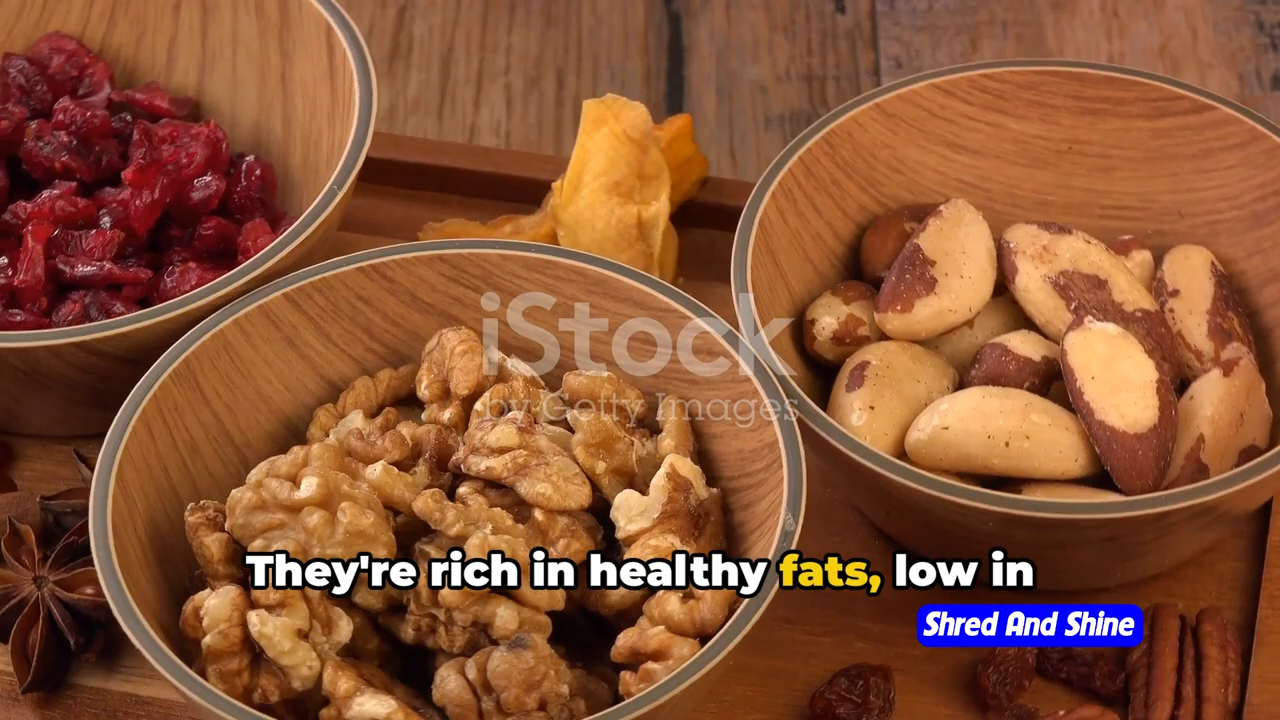 iStock
by Getty Images
They're rich in healthy fats, low in
Shred And Shine